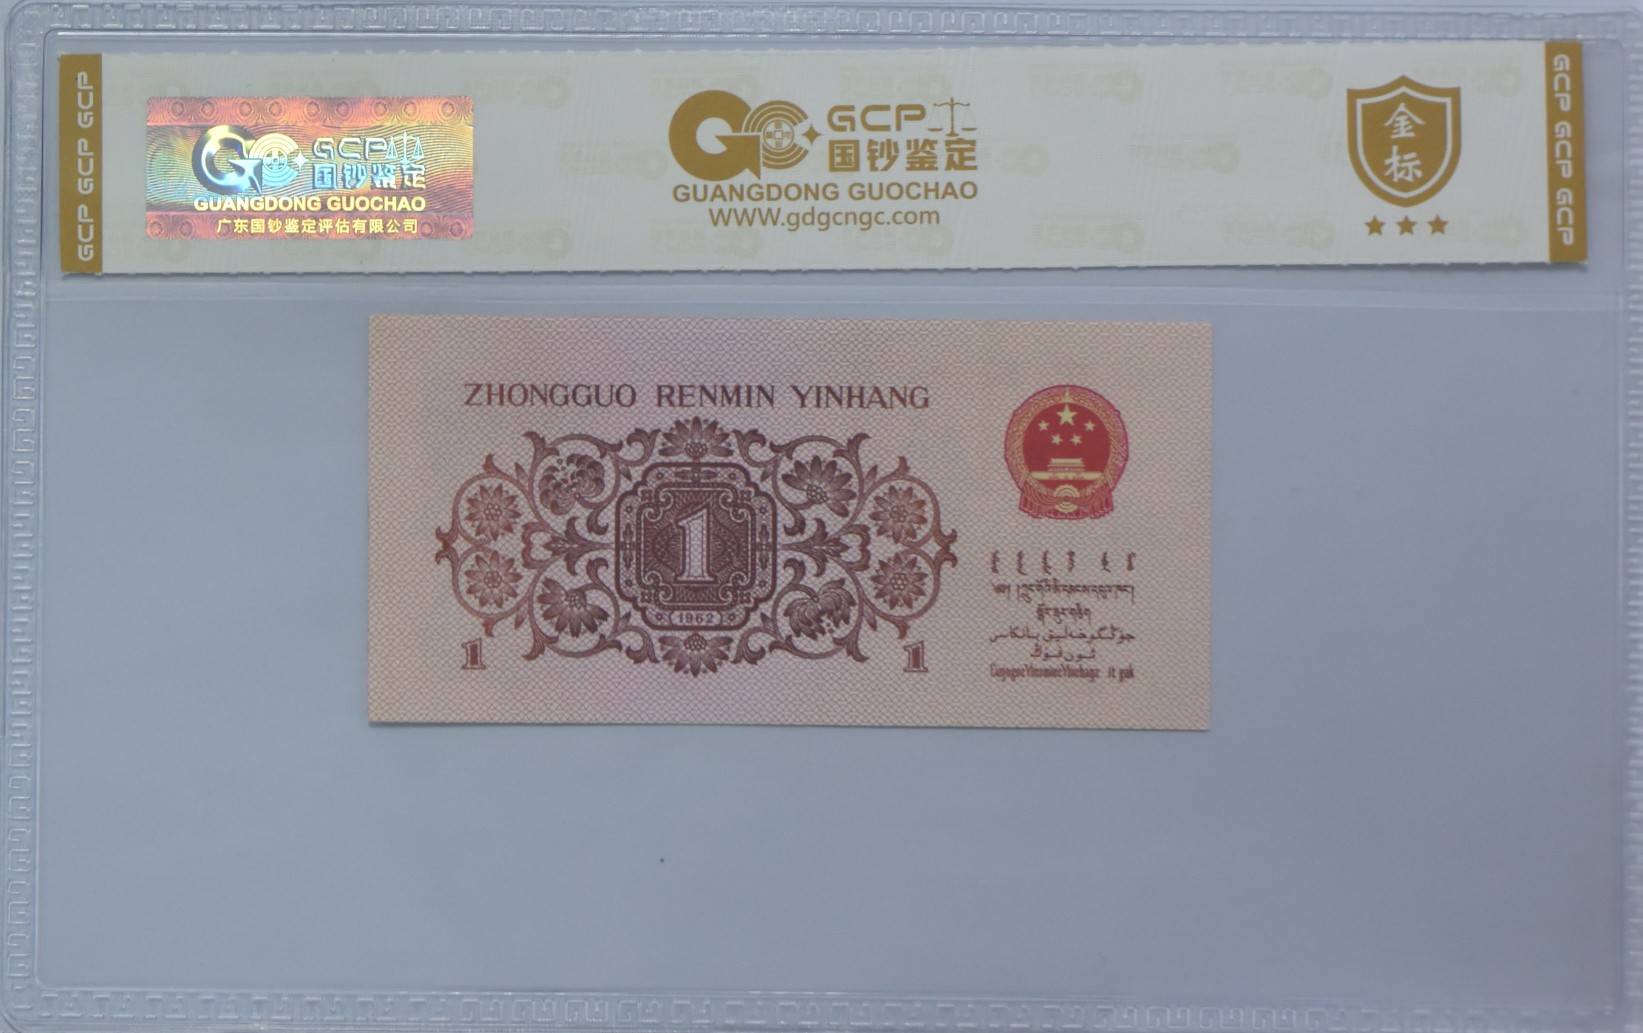 GCP GCP GCP
GCP 国钞鉴定
GUANGDONG GUOCHAO
广东国钞鉴定评估有限公司
GCP
国钞鉴定
GUANGDONG GUOCHAO
WWW.gdgcngc.com
金标
GCP GCP GCP
ZHONGGUO RENMIN YINHANG
1
1962
1
1